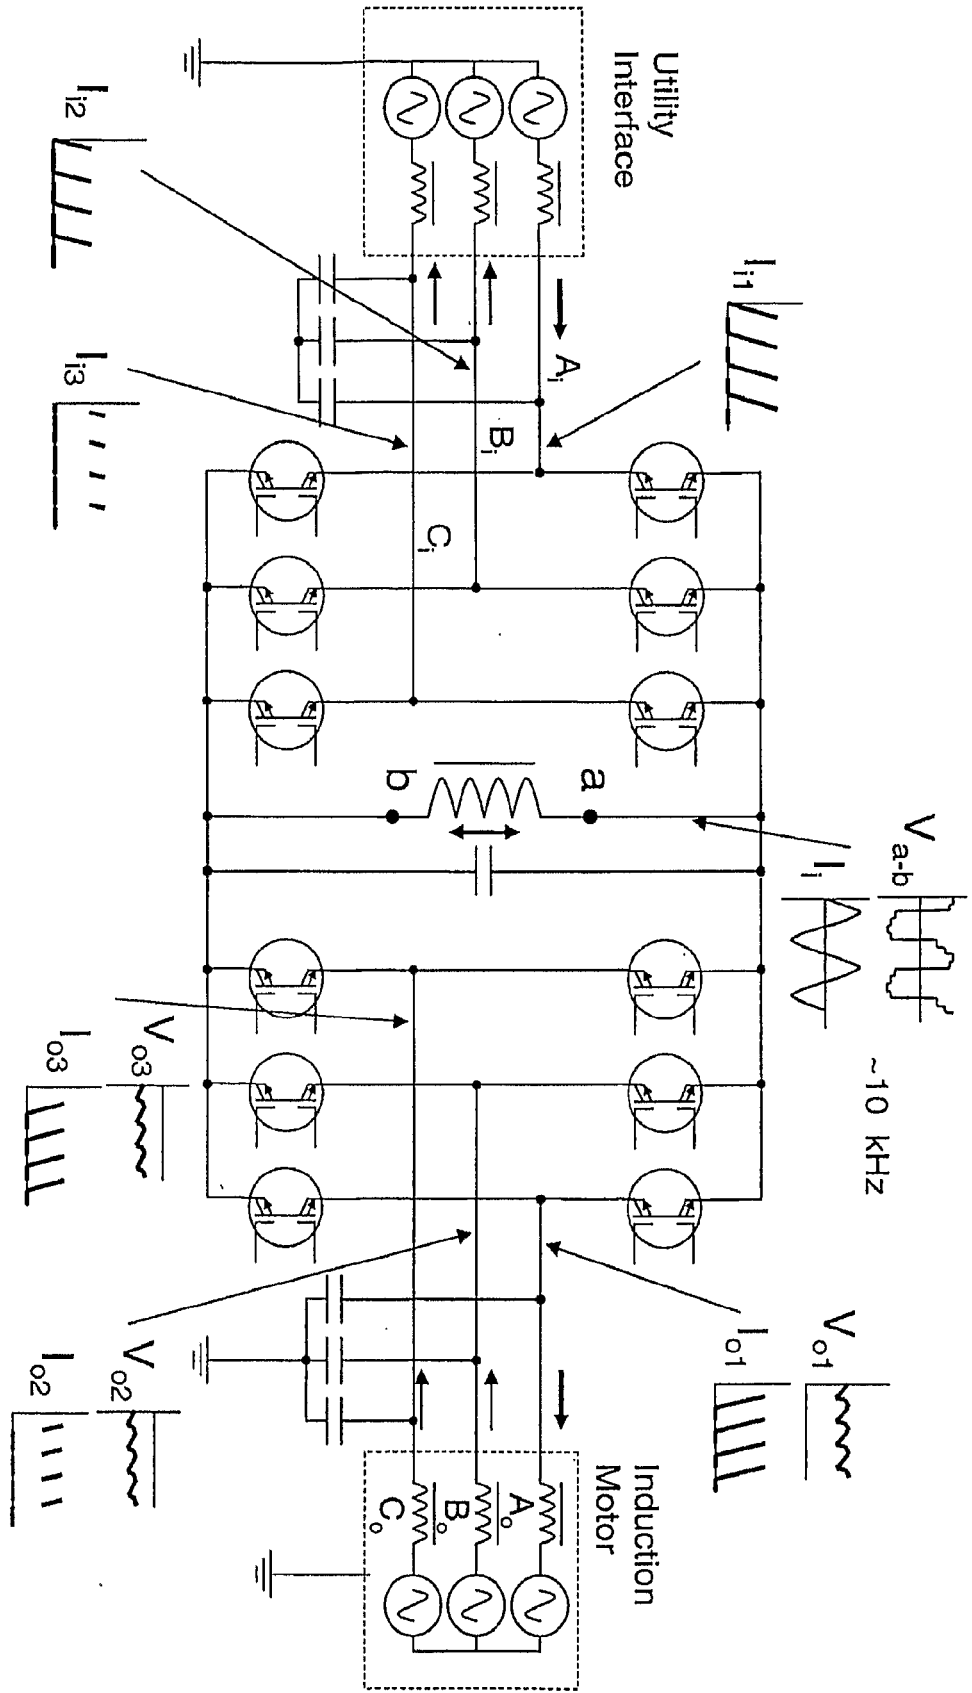 Utility
Interface
I_i1
A_i
B_i
C_i
I_i2
I_i3
a
b
V_a-b
I_i
~10 kHz
V_o1
I_o1
V_o3
I_o3
V_o2
I_o2
Induction
Motor
A_o
B_o
C_o